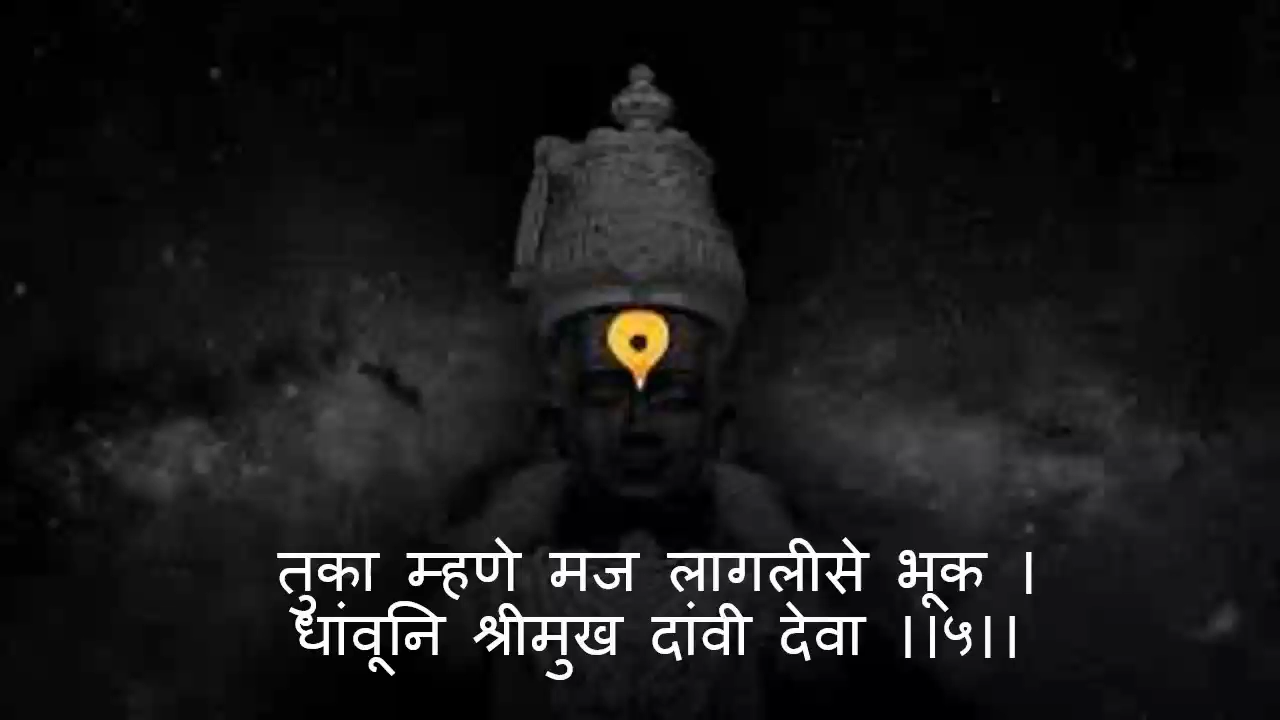 तुका म्हणे मज लागलीसे भूक ।
धांवूनि श्रीमुख दांवी देवा ।।५।।